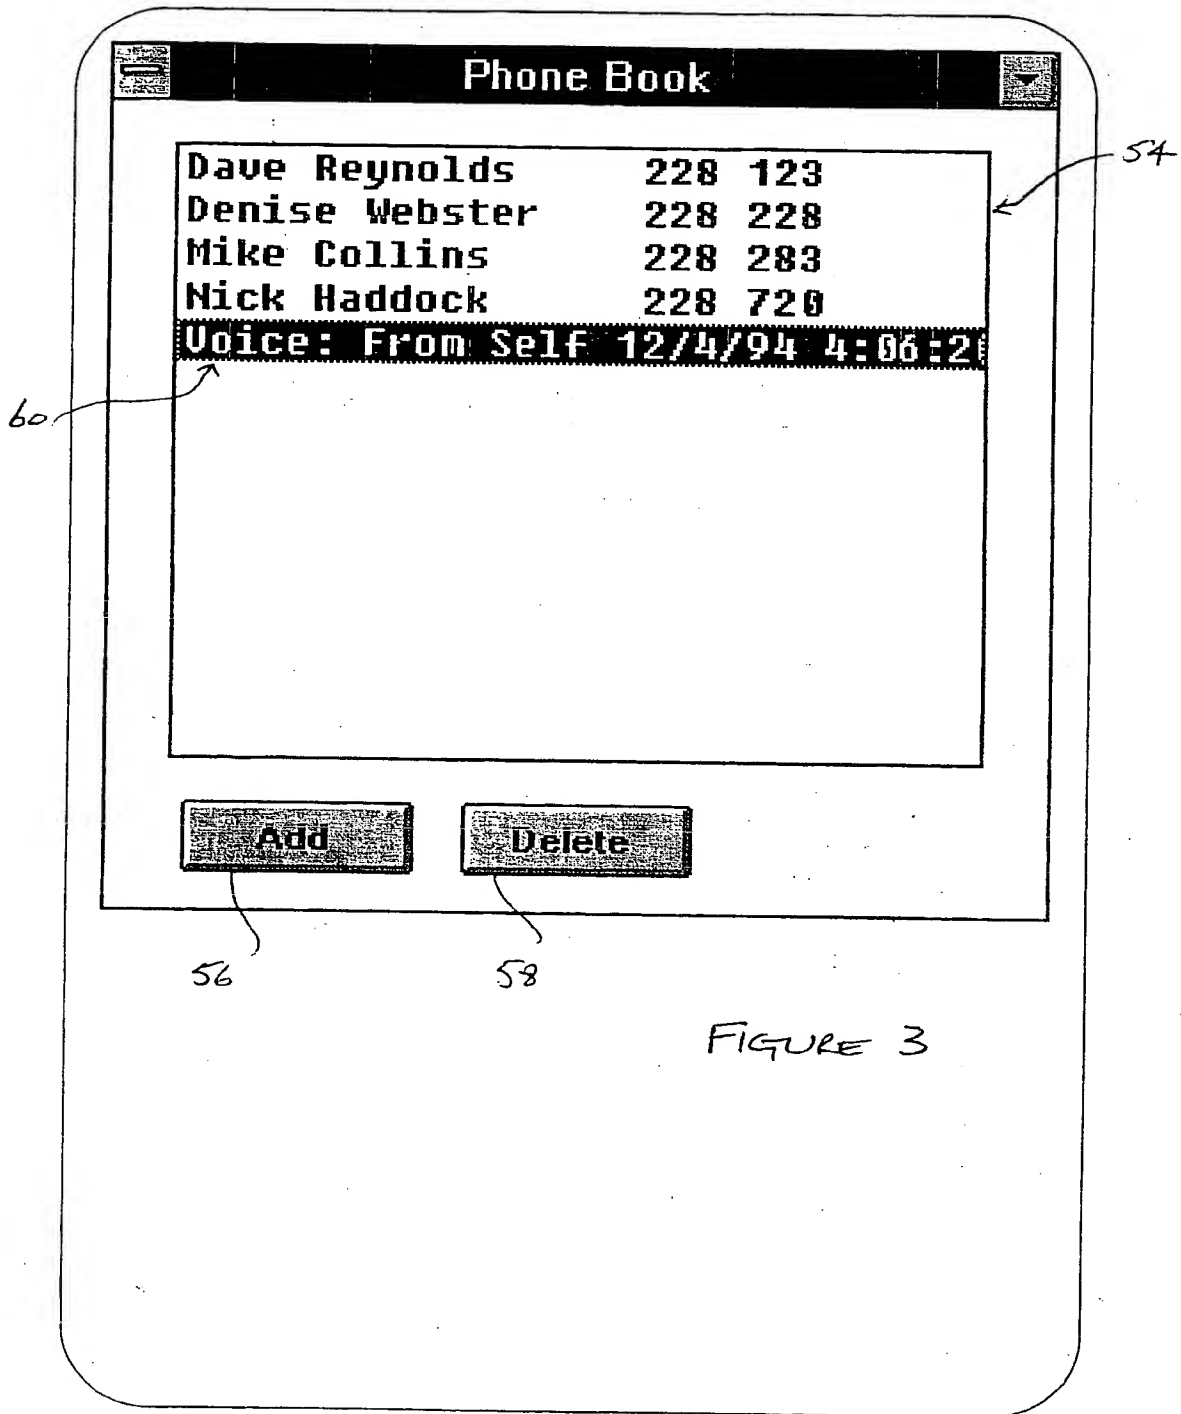 Phone Book
Dave Reynolds 228 123
54
Denise Webster 228 228
Mike Collins 228 283
Nick Haddock 228 720
Voice: From Self 12/4/94 4:06:2
60
Add Delete
56 58
FIGURE 3